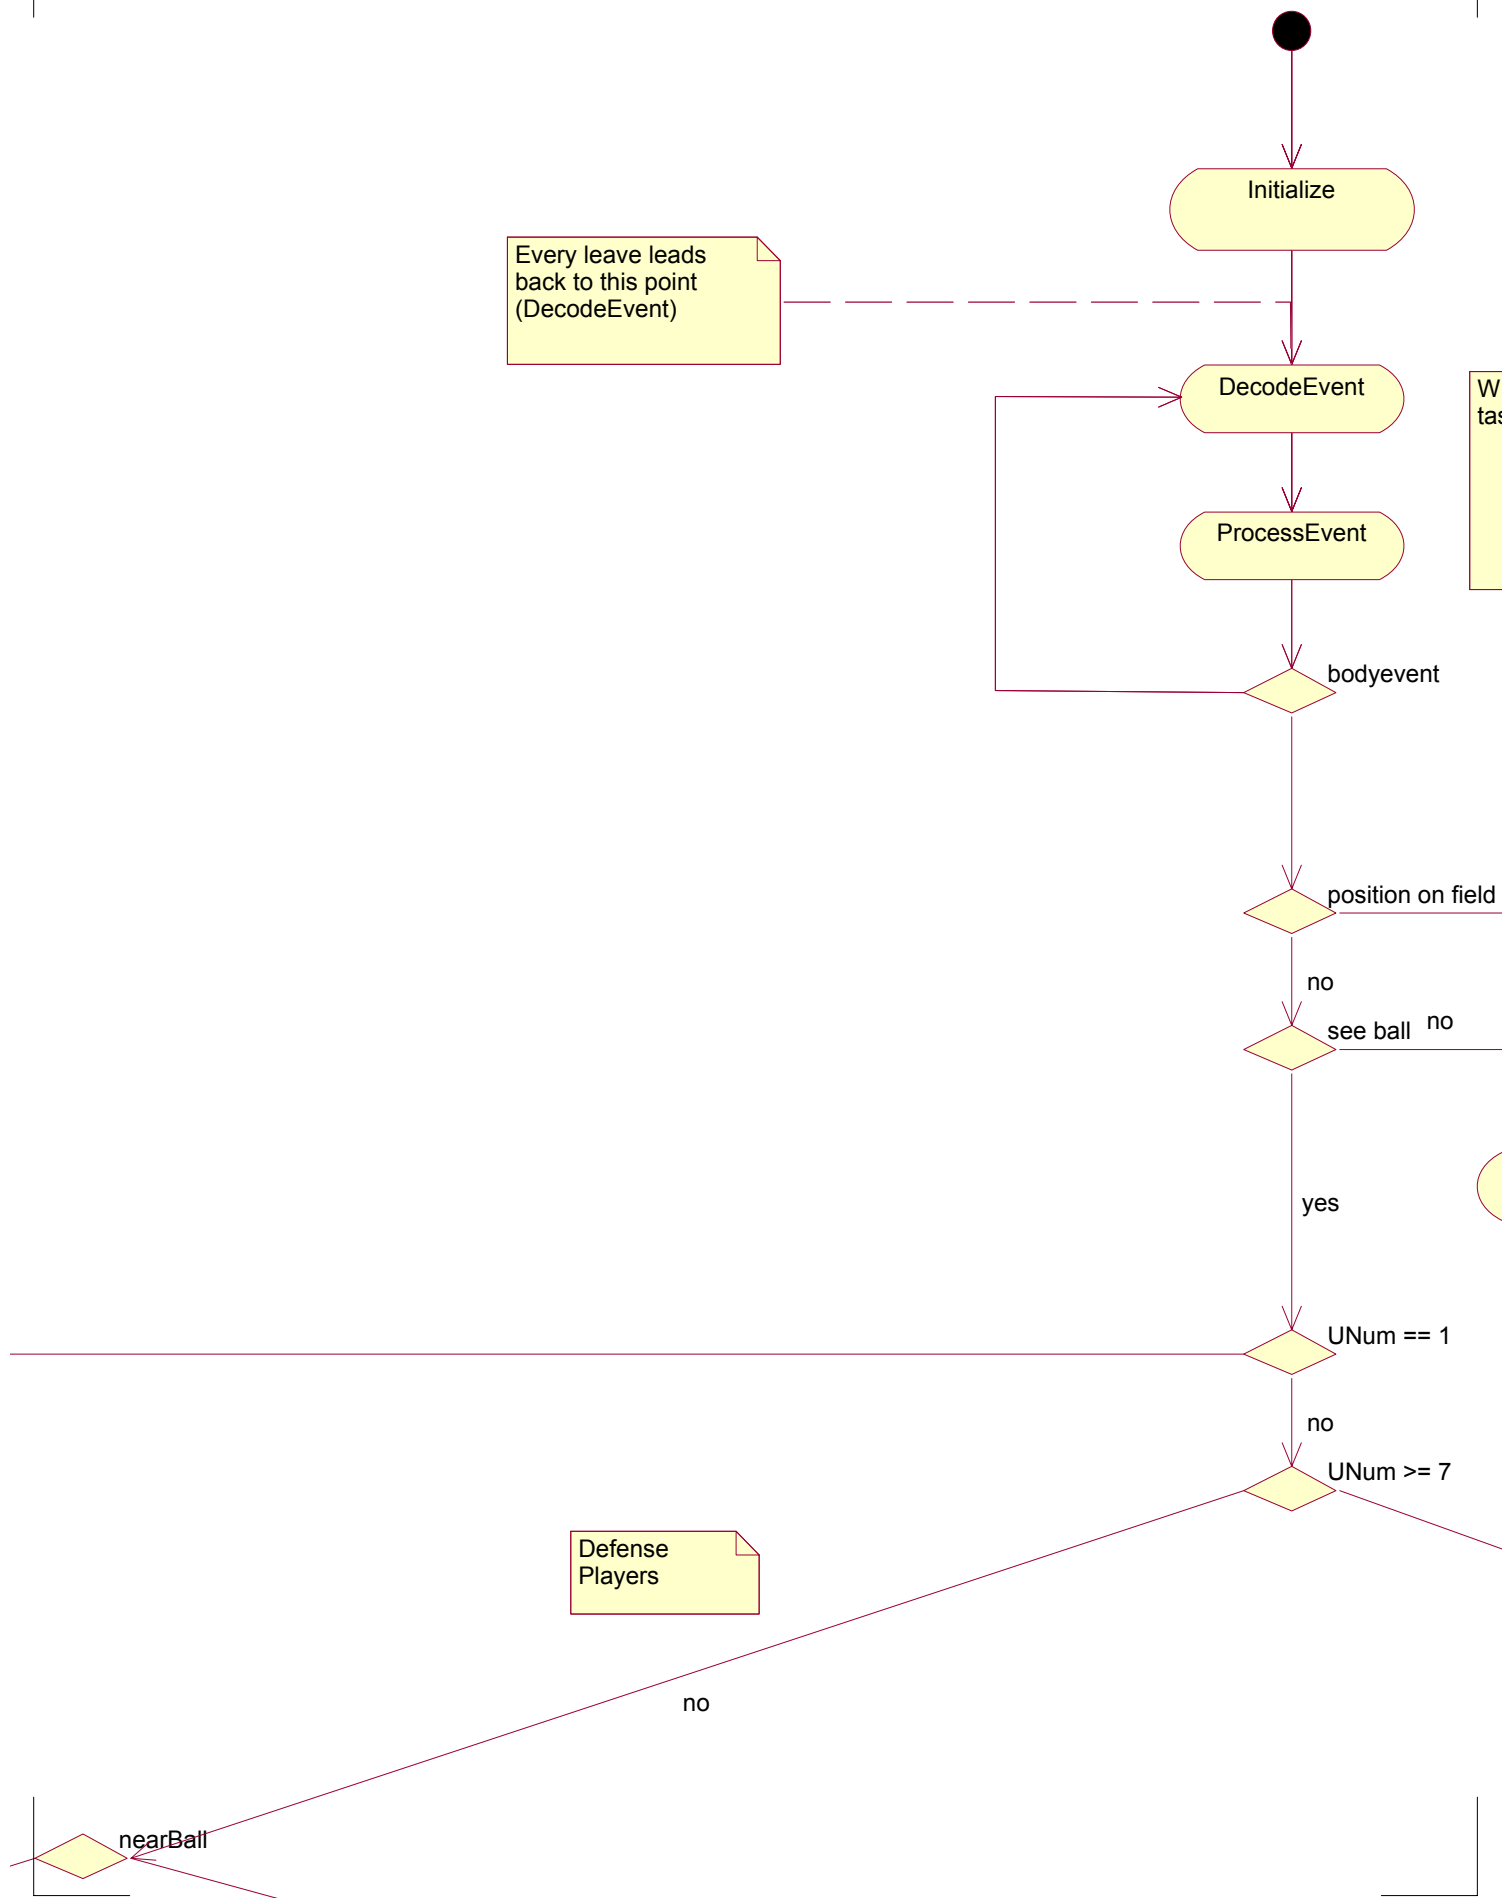 Initialize
Every leave leads
back to this point
(DecodeEvent)
DecodeEvent
ProcessEvent
bodyevent
position on field
no
see ball
no
yes
UNum == 1
no
UNum >= 7
Defense
Players
no
nearBall